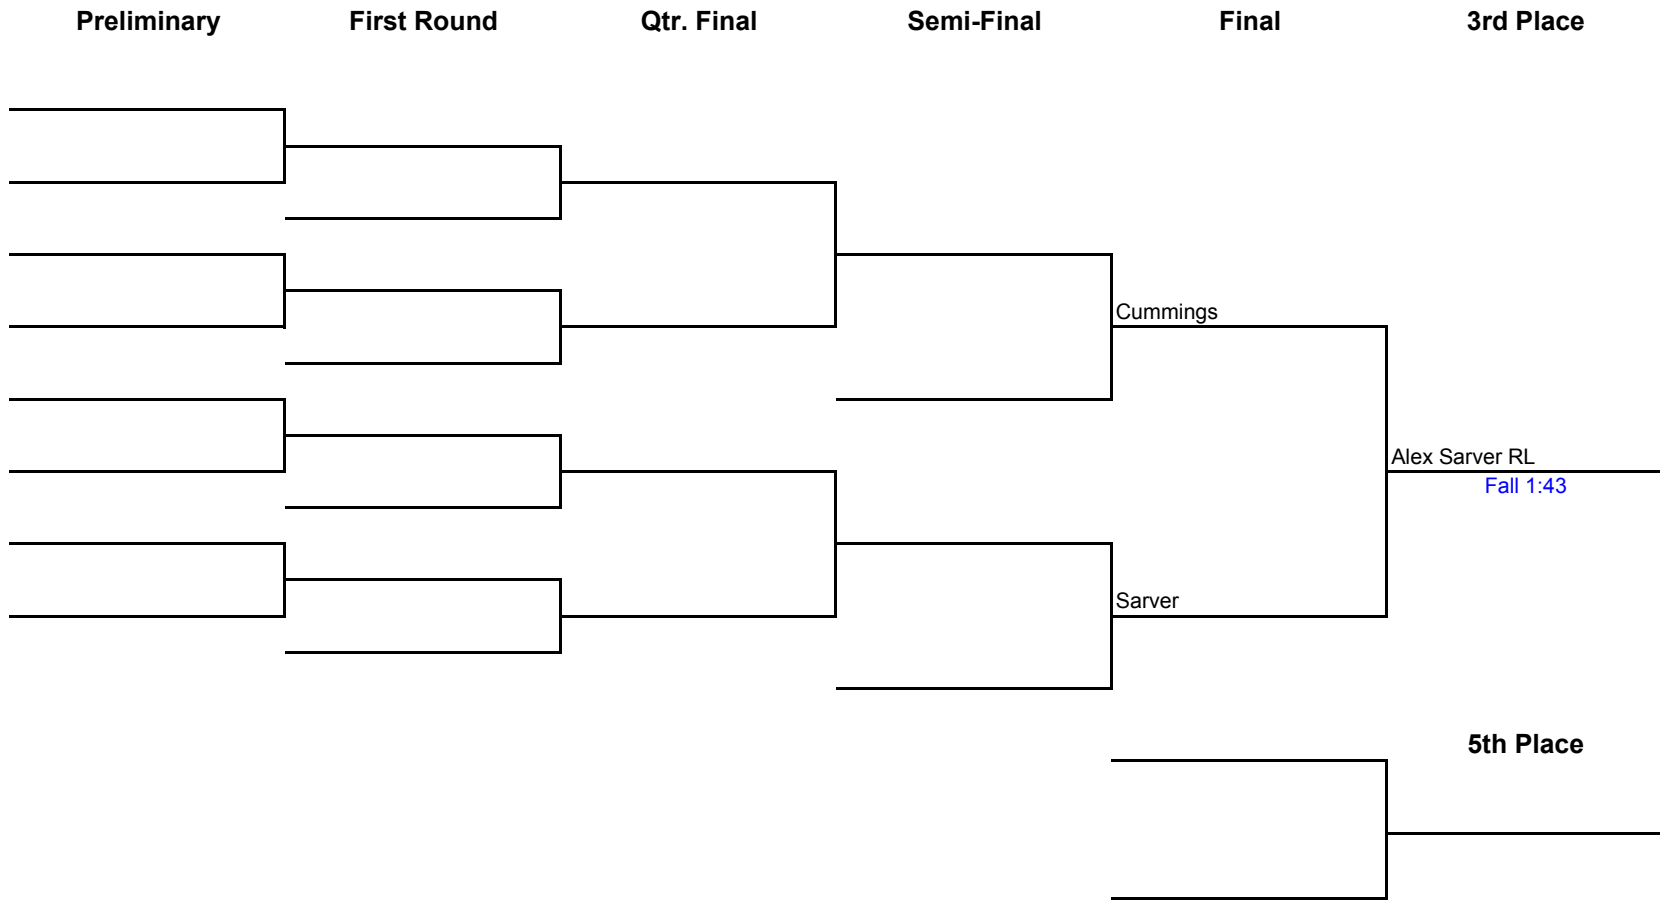 Preliminary First Round Qtr. Final Semi-Final Final 3rd Place
Cummings
Alex Sarver RL
Fall 1:43
Sarver
5th Place